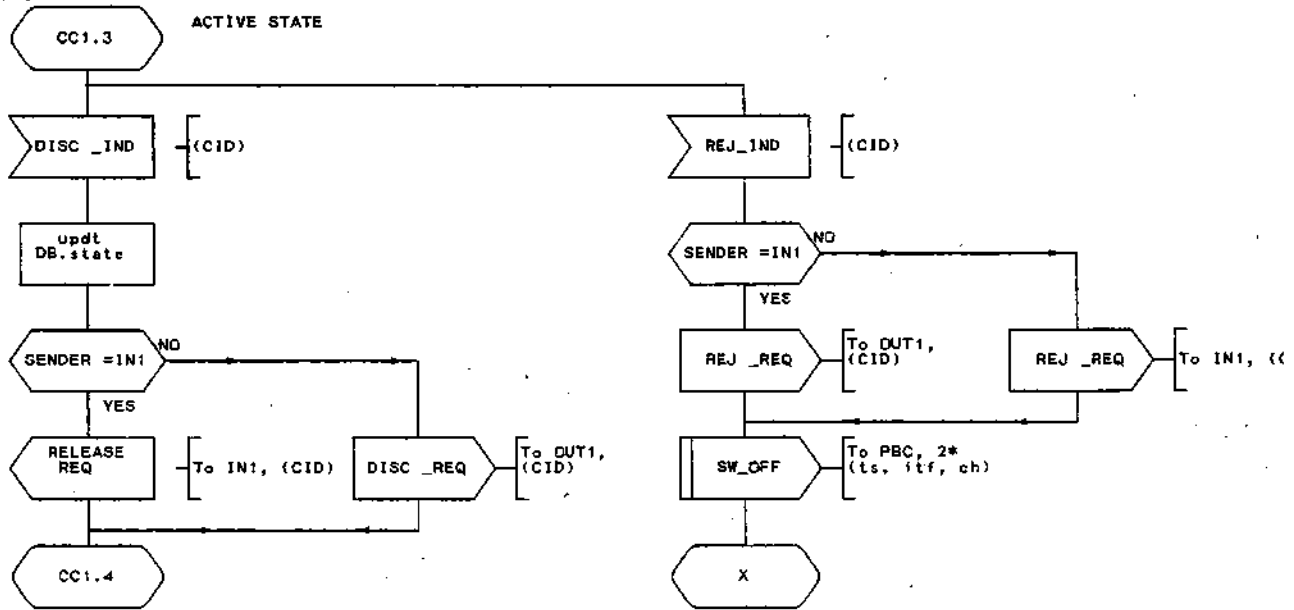 CC1.3
ACTIVE STATE
DISC _IND
(CID)
updt
DB.state
SENDER =IN1
NO
YES
RELEASE
REQ
To IN1, (CID)
DISC _REQ
To OUT1,
(CID)
CC1.4
REJ_IND
(CID)
SENDER =IN1
NO
YES
REJ _REQ
To OUT1,
(CID)
REJ _REQ
To IN1, ((
SW_OFF
To PBC, 2*
(ts, itf, ch)
X